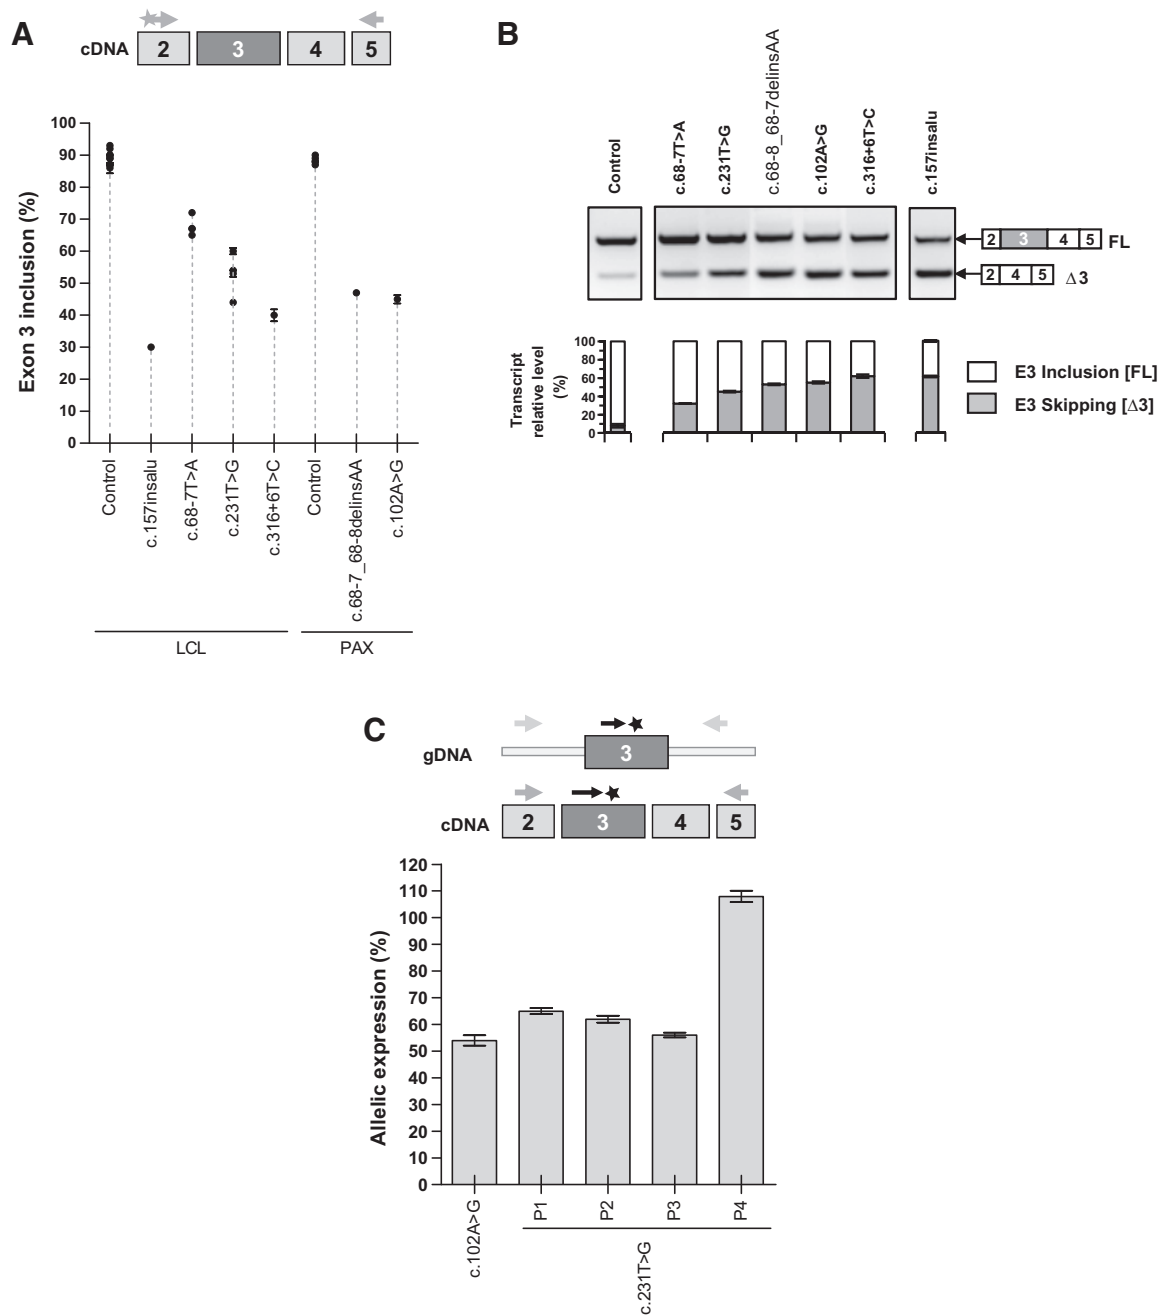 A
cDNA 2 3 4 5
Exon 3 inclusion (%)
100
90
80
70
60
50
40
30
20
10
0
Control
c.157insalu
c.68-7T>A
c.231T>G
c.316+6T>C
Control
c.68-7_68-8delinsAA
c.102A>G
LCL
PAX
B
Control
c.68-7T>A
c.231T>G
c.68-8_68-7delinsAA
c.102A>G
c.316+6T>C
c.157insalu
2 3 4 5 FL
2 4 5 Δ3
Transcript
relative level
(%)
100
80
60
40
20
0
E3 Inclusion [FL]
E3 Skipping [Δ3]
C
gDNA 3
cDNA 2 3 4 5
Allelic expression (%)
120
110
100
90
80
70
60
50
40
30
20
10
0
c.102A>G
P1
P2
P3
P4
c.231T>G